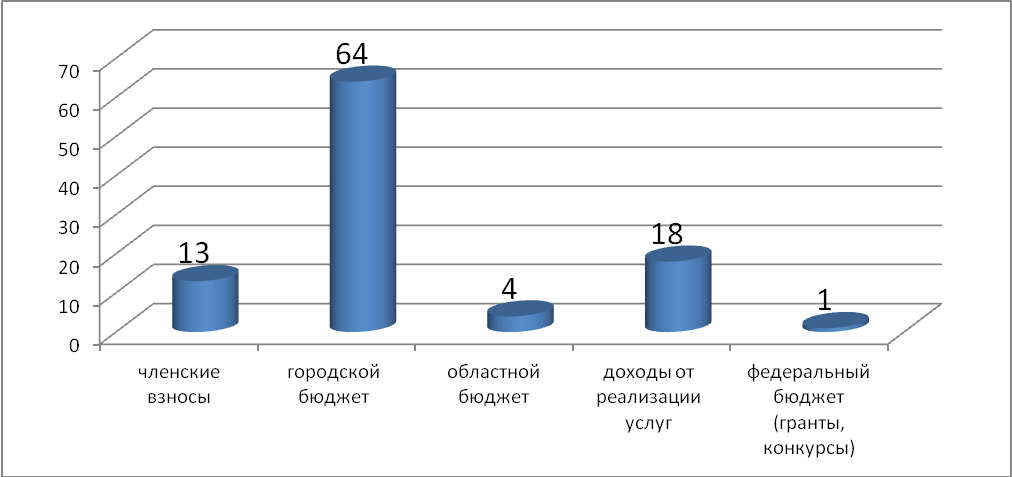 70
60
50
40
30
20
10
0
13
64
4
18
1
членские
взносы
городской
бюджет
областной
бюджет
доходы от
реализации
услуг
федеральный
бюджет
(гранты,
конкурсы)